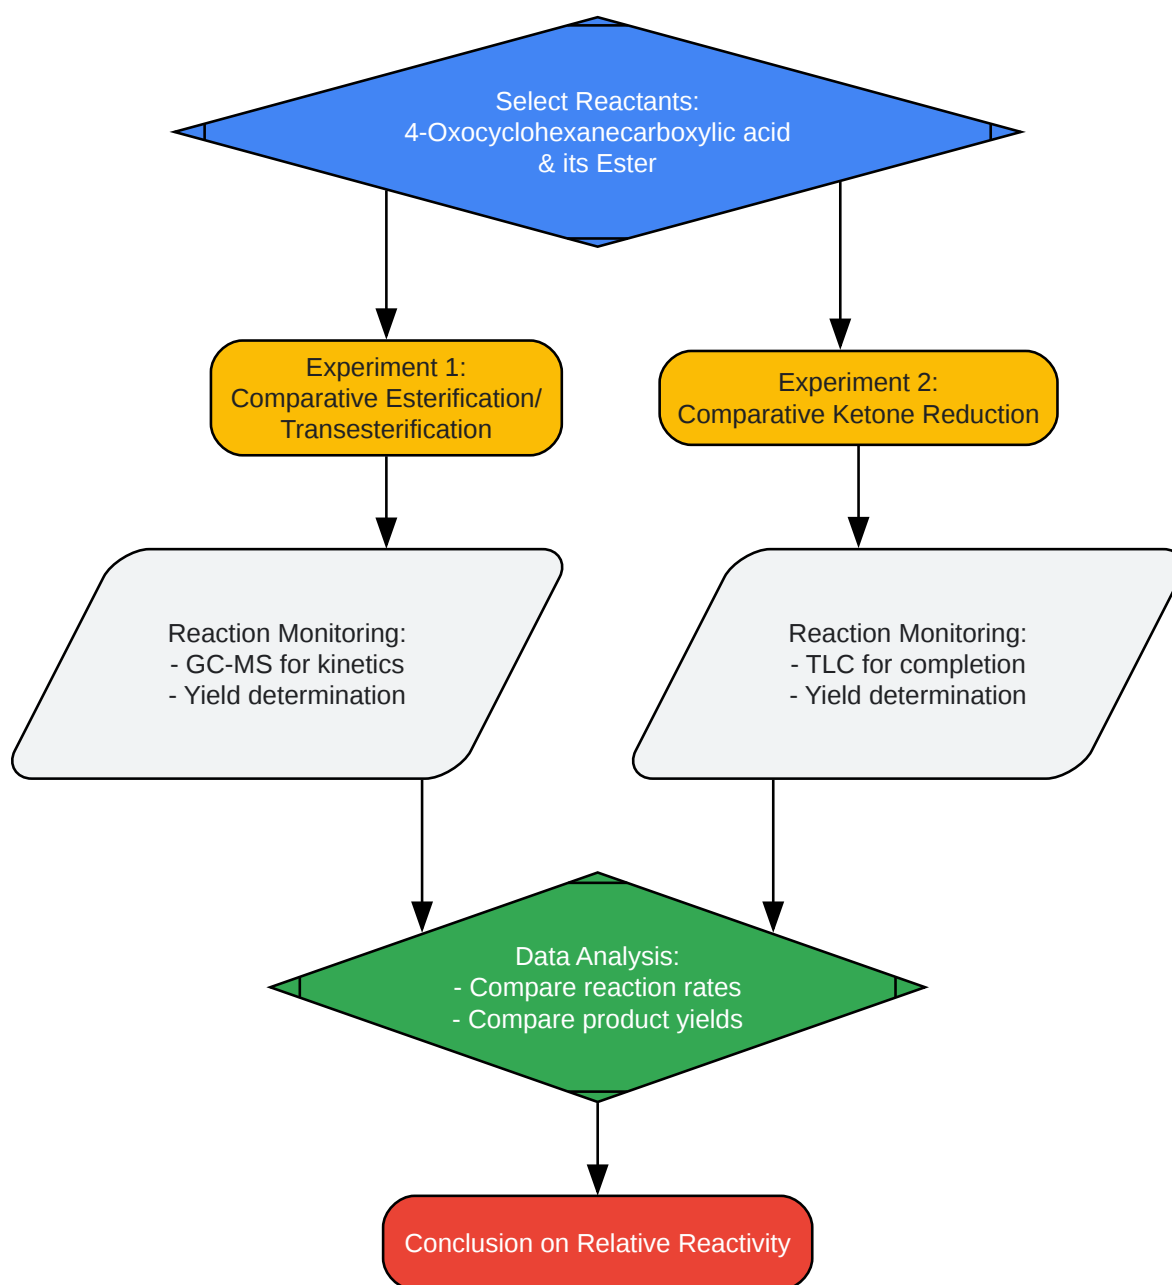 Select Reactants:
4-Oxocyclohexanecarboxylic acid
& its Ester
Experiment 1:
Comparative Esterification/
Transesterification
Experiment 2:
Comparative Ketone Reduction
Reaction Monitoring:
- GC-MS for kinetics
- Yield determination
Reaction Monitoring:
- TLC for completion
- Yield determination
Data Analysis:
- Compare reaction rates
- Compare product yields
Conclusion on Relative Reactivity